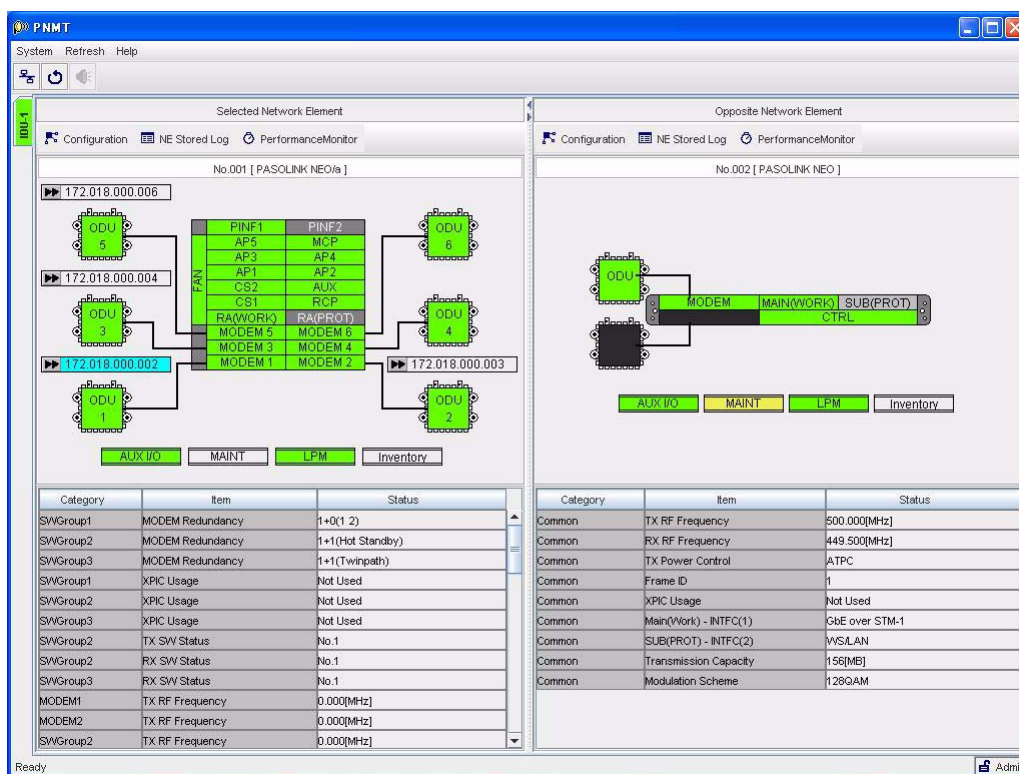 PNMT
System Refresh Help
IDU-1
Selected Network Element
Configuration NE Stored Log PerformanceMonitor
No.001 [ PASOLINK NEO/a ]
172.018.000.006
ODU 5
172.018.000.004
ODU 3
172.018.000.002
ODU 1
FAN
PINF1 PINF2
AP5 MCP
AP3 AP4
AP1 AP2
CS2 AUX
CS1 RCP
RA(WORK) RA(PROT)
MODEM 5 MODEM 6
MODEM 3 MODEM 4
MODEM 1 MODEM 2
ODU 6
ODU 4
172.018.000.003
ODU 2
AUX I/O MAINT LPM Inventory
Category Item Status
SWGroup1 MODEM Redundancy 1+0(1 2)
SWGroup2 MODEM Redundancy 1+1(Hot Standby)
SWGroup3 MODEM Redundancy 1+1(Twinpath)
SWGroup1 XPIC Usage Not Used
SWGroup2 XPIC Usage Not Used
SWGroup3 XPIC Usage Not Used
SWGroup2 TX SW Status No.1
SWGroup2 RX SW Status No.1
SWGroup3 RX SW Status No.1
MODEM1 TX RF Frequency 0.000[MHz]
MODEM2 TX RF Frequency 0.000[MHz]
SWGroup2 TX RF Frequency 0.000[MHz]
Opposite Network Element
Configuration NE Stored Log PerformanceMonitor
No.002 [ PASOLINK NEO ]
ODU
MODEM MAIN(WORK) SUB(PROT)
CTRL
AUX I/O MAINT LPM Inventory
Category Item Status
Common TX RF Frequency 500.000[MHz]
Common RX RF Frequency 449.500[MHz]
Common TX Power Control ATPC
Common Frame ID 1
Common XPIC Usage Not Used
Common Main(Work) - INTFC(1) GbE over STM-1
Common SUB(PROT) - INTFC(2) WS/LAN
Common Transmission Capacity 156[MB]
Common Modulation Scheme 128QAM
Ready
Admi